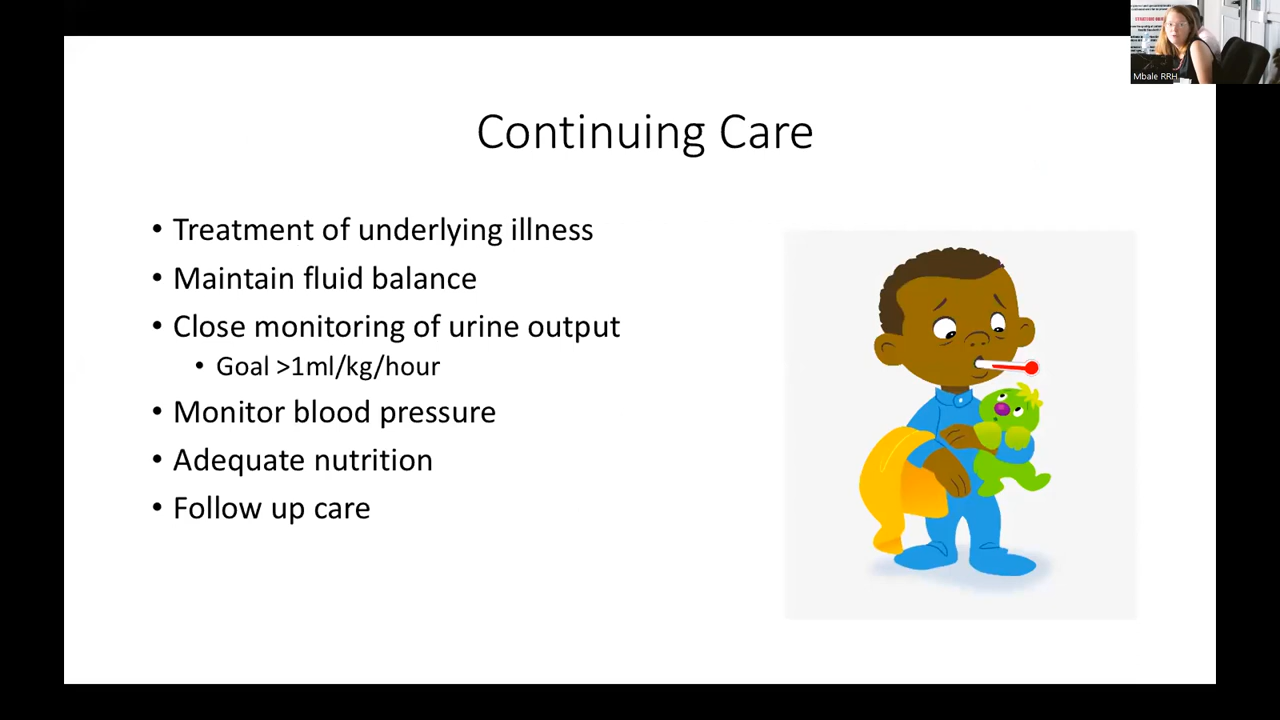 Continuing Care
• Treatment of underlying illness
• Maintain fluid balance
• Close monitoring of urine output
• Goal >1ml/kg/hour
• Monitor blood pressure
• Adequate nutrition
• Follow up care
Mbale RRH